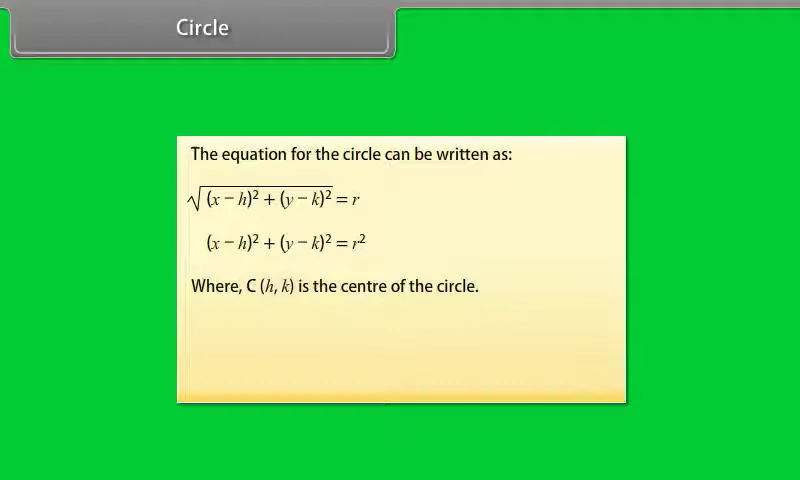 Circle
The equation for the circle can be written as:
√(x – h)² + (y – k)² = r
(x – h)² + (y – k)² = r²
Where, C (h, k) is the centre of the circle.